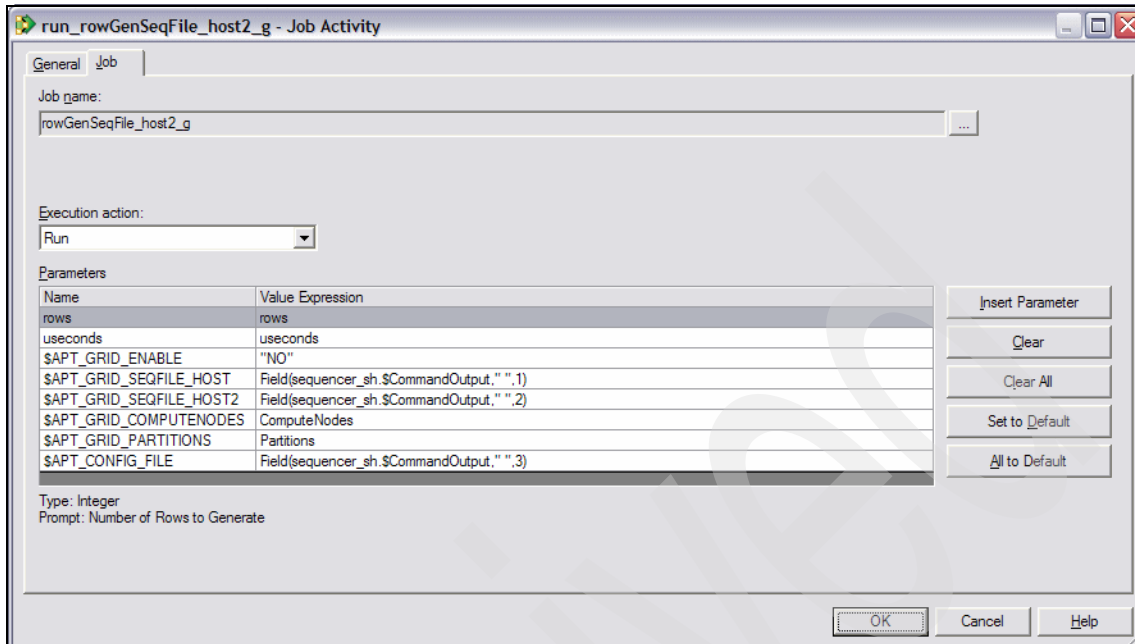 run_rowGenSeqFile_host2_g - Job Activity
General Job
Job name:
rowGenSeqFile_host2_g ...
Execution action:
Run
Parameters
Name Value Expression
rows rows
useconds useconds
$APT_GRID_ENABLE "NO"
$APT_GRID_SEQFILE_HOST Field(sequencer_sh.$CommandOutput," ",1)
$APT_GRID_SEQFILE_HOST2 Field(sequencer_sh.$CommandOutput," ",2)
$APT_GRID_COMPUTENODES ComputeNodes
$APT_GRID_PARTITIONS Partitions
$APT_CONFIG_FILE Field(sequencer_sh.$CommandOutput," ",3)
Insert Parameter
Clear
Clear All
Set to Default
All to Default
Type: Integer
Prompt: Number of Rows to Generate
OK Cancel Help